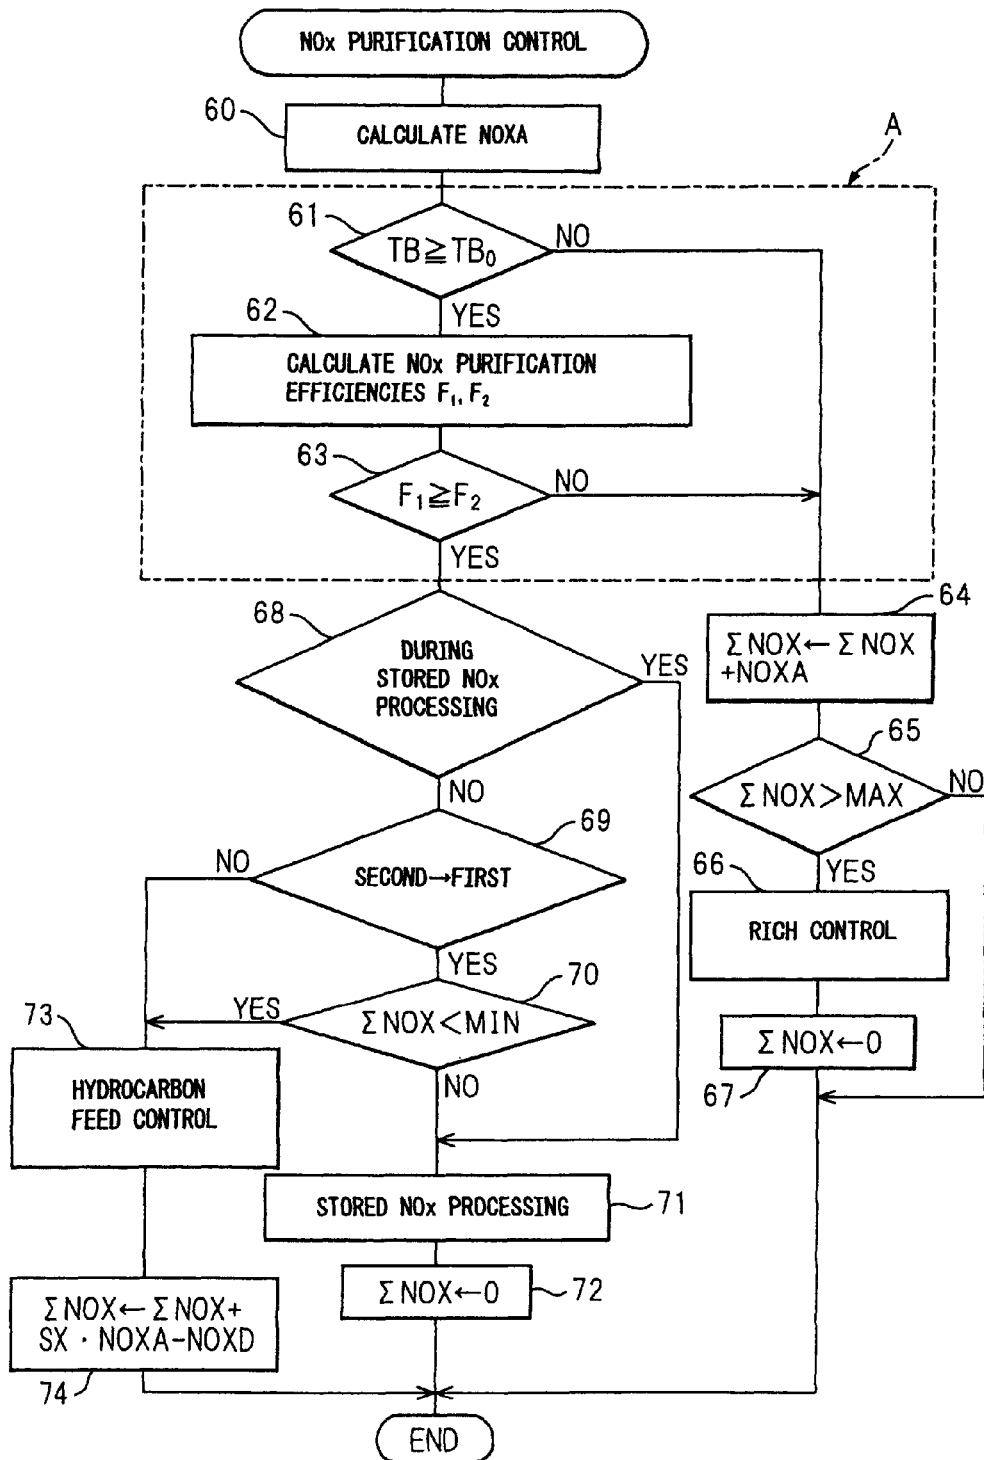 NOx PURIFICATION CONTROL
60
CALCULATE NOXA
A
61
TB≧TB₀
NO
YES
62
CALCULATE NOx PURIFICATION
EFFICIENCIES F₁, F₂
63
F₁≧F₂
NO
YES
64
ΣNOX←ΣNOX
+NOXA
68
DURING
STORED NOx
PROCESSING
YES
NO
65
ΣNOX>MAX
NO
YES
69
SECOND→FIRST
NO
YES
66
RICH CONTROL
70
ΣNOX<MIN
YES
NO
ΣNOX←0
67
73
HYDROCARBON
FEED CONTROL
STORED NOx PROCESSING
71
ΣNOX←0
72
ΣNOX←ΣNOX+
SX・NOXA-NOXD
74
END